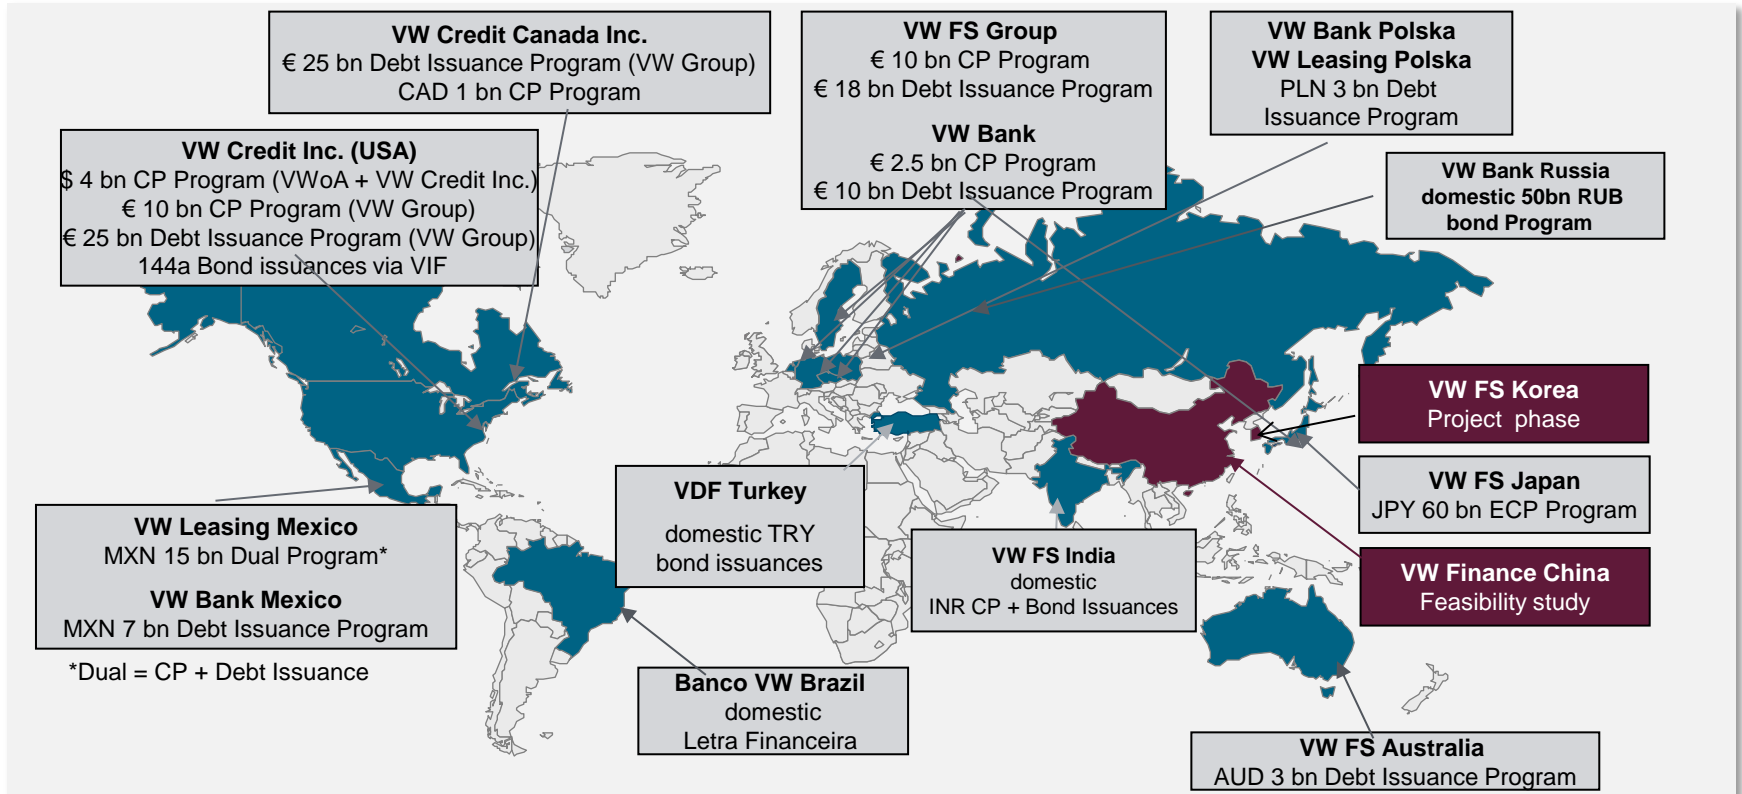 VW Credit Canada Inc.
€ 25 bn Debt Issuance Program (VW Group)
CAD 1 bn CP Program
VW FS Group
€ 10 bn CP Program
€ 18 bn Debt Issuance Program
VW Bank
€ 2.5 bn CP Program
€ 10 bn Debt Issuance Program
VW Bank Polska
VW Leasing Polska
PLN 3 bn Debt
Issuance Program
VW Credit Inc. (USA)
$ 4 bn CP Program (VWoA + VW Credit Inc.)
€ 10 bn CP Program (VW Group)
€ 25 bn Debt Issuance Program (VW Group)
144a Bond issuances via VIF
VW Bank Russia
domestic 50bn RUB
bond Program
VW FS Korea
Project phase
VW FS Japan
JPY 60 bn ECP Program
VW Finance China
Feasibility study
VDF Turkey
domestic TRY
bond issuances
VW FS India
domestic
INR CP + Bond Issuances
VW Leasing Mexico
MXN 15 bn Dual Program*
VW Bank Mexico
MXN 7 bn Debt Issuance Program
*Dual = CP + Debt Issuance
Banco VW Brazil
domestic
Letra Financeira
VW FS Australia
AUD 3 bn Debt Issuance Program